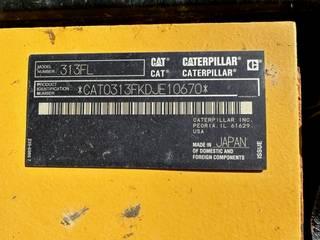 MODEL NUMBER 313FL
CAT CATERPILLAR
CAT CATERPILLAR
PRODUCT IDENTIFICATION NUMBER *CAT0313FKDJE10670*
CATERPILLAR INC.
PEORIA, IL 61629
USA
MADE IN JAPAN
OF DOMESTIC AND
FOREIGN COMPONENTS
ISSUE